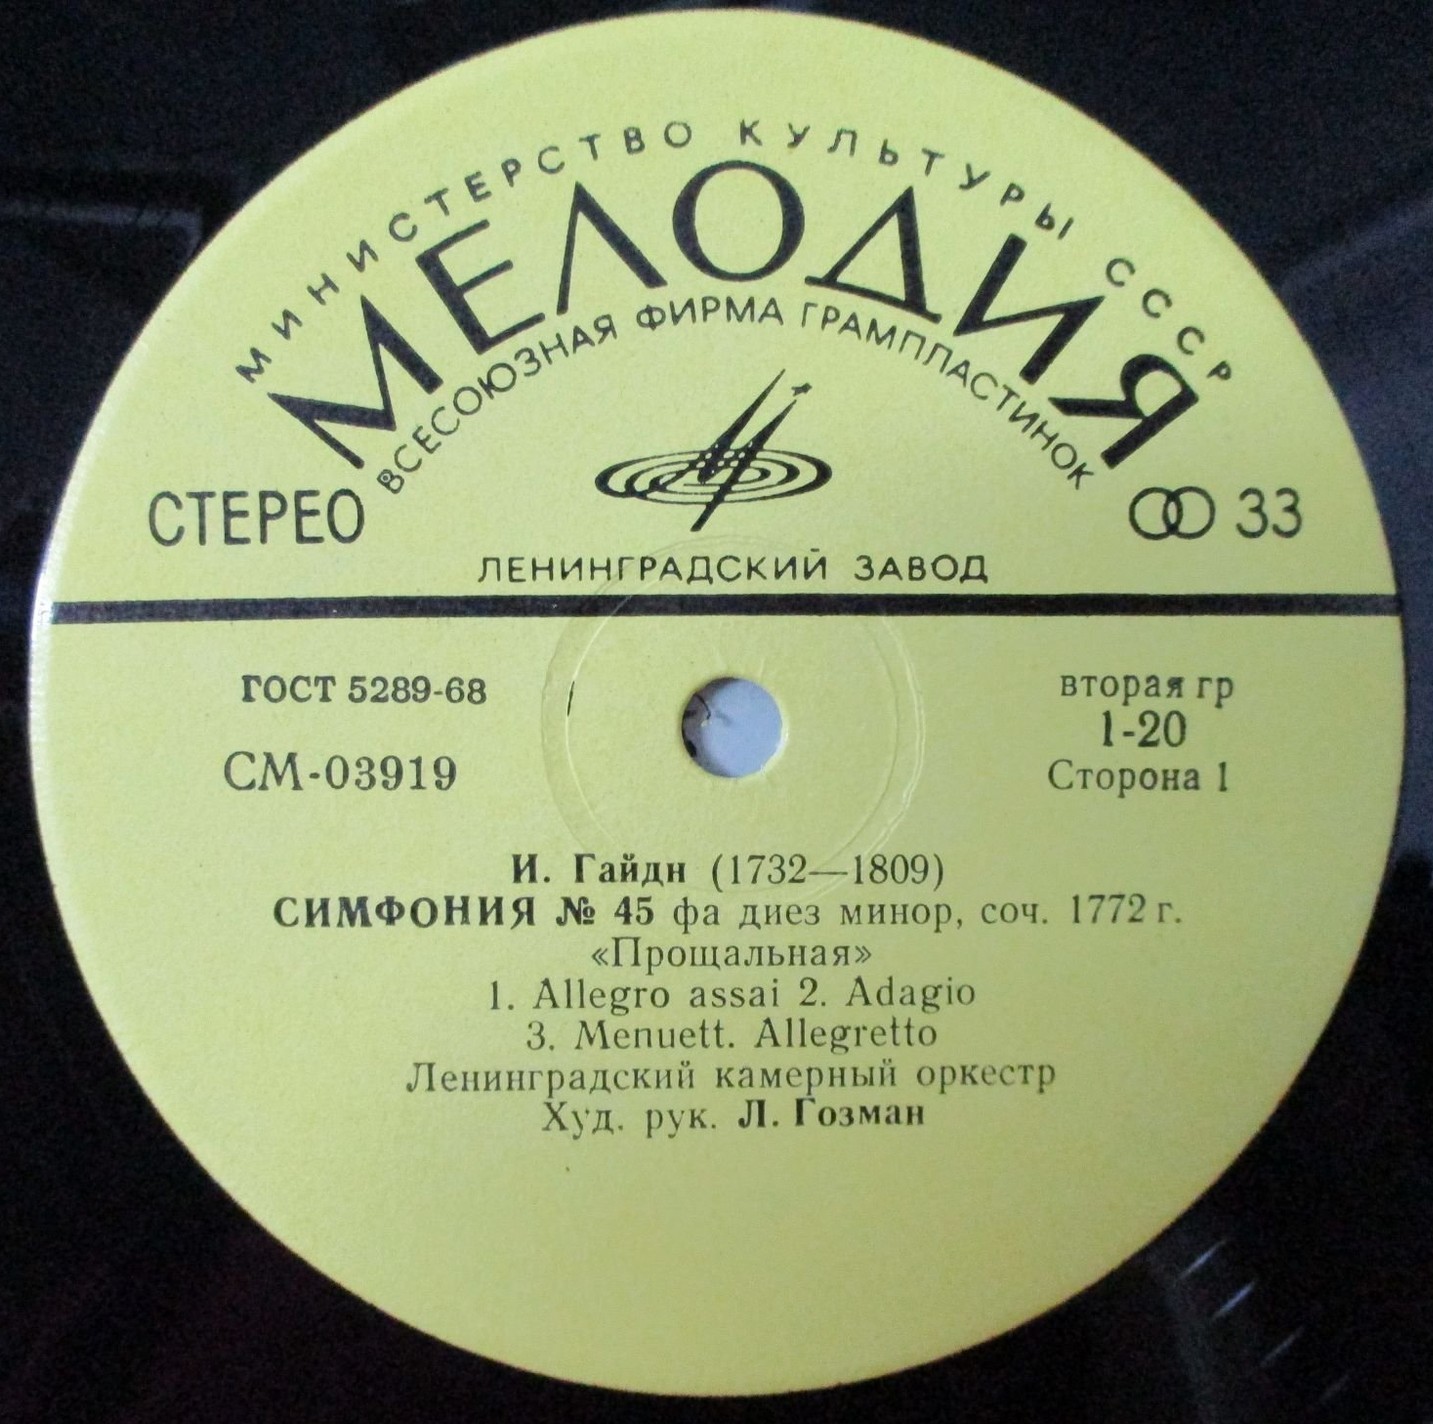 МИНИСТЕРСТВО КУЛЬТУРЫ СССР
МЕЛОДИЯ
ВСЕСОЮЗНАЯ ФИРМА ГРАМПЛАСТИНОК
СТЕРЕО
33
ЛЕНИНГРАДСКИЙ ЗАВОД
ГОСТ 5289-68
вторая гр
1-20
СМ-03919
Сторона 1
И. Гайдн (1732—1809)
СИМФОНИЯ № 45 фа диез минор, соч. 1772 г.
«Прощальная»
1. Allegro assai 2. Adagio
3. Menuett. Allegretto
Ленинградский камерный оркестр
Худ. рук. Л. Гозман